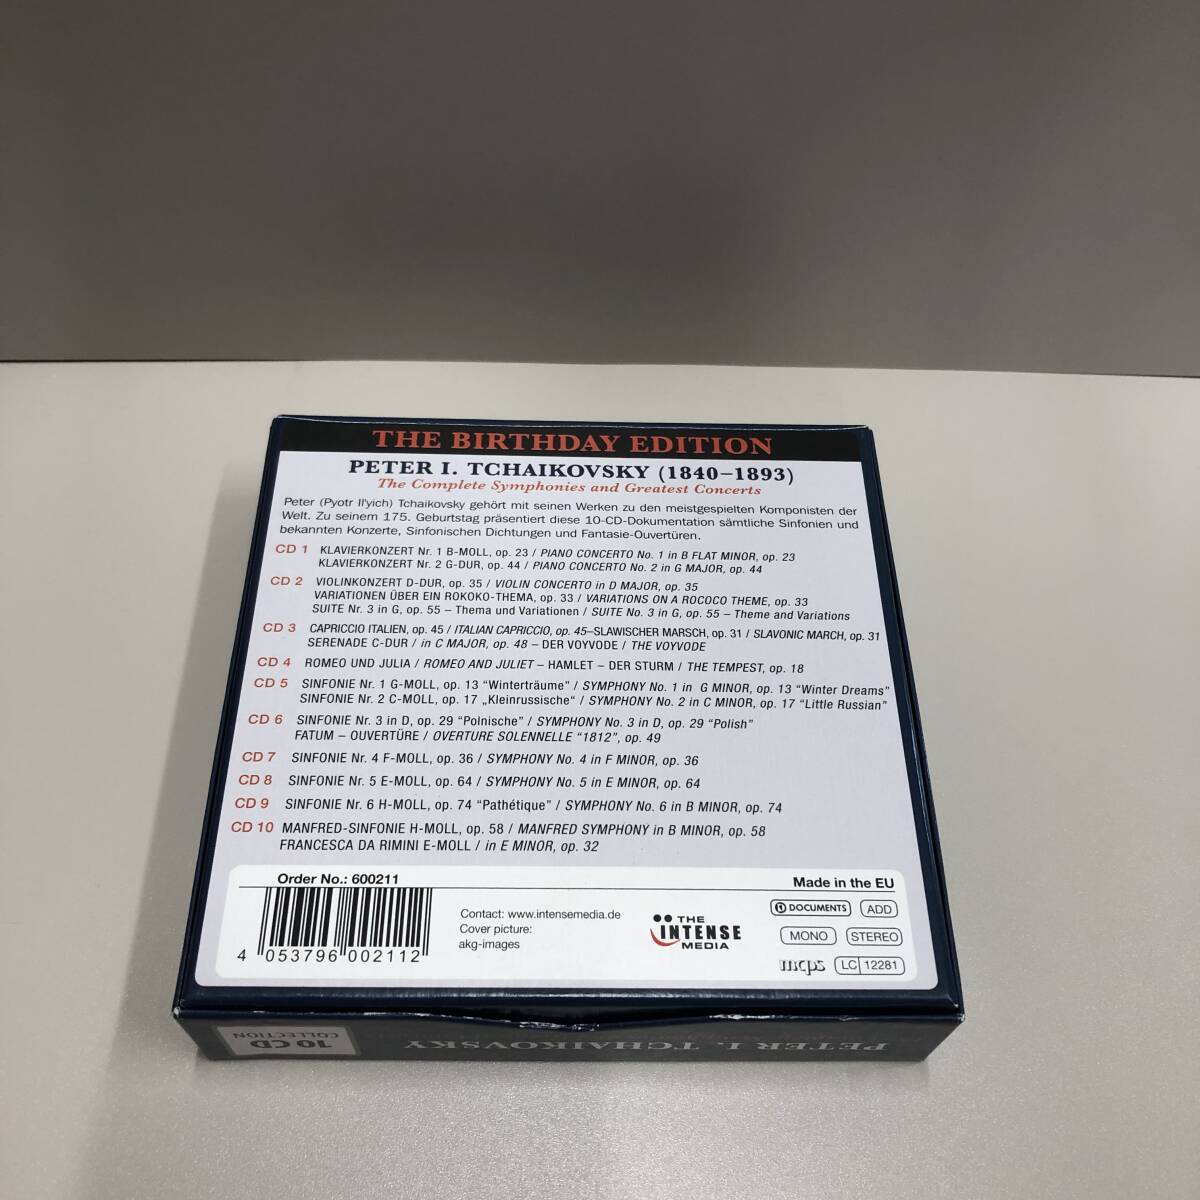 THE BIRTHDAY EDITION
PETER I. TCHAIKOVSKY (1840–1893)
The Complete Symphonies and Greatest Concerts
Peter (Pyotr Il'yich) Tchaikovsky gehört mit seinen Werken zu den meistgespielten Komponisten der
Welt. Zu seinem 175. Geburtstag präsentiert diese 10-CD-Dokumentation sämtliche Sinfonien und
bekannten Konzerte, Sinfonischen Dichtungen und Fantasie-Ouvertüren.
CD 1 KLAVIERKONZERT Nr. 1 B-MOLL, op. 23 / PIANO CONCERTO No. 1 in B FLAT MINOR, op. 23
KLAVIERKONZERT Nr. 2 G-DUR, op. 44 / PIANO CONCERTO No. 2 in G MAJOR, op. 44
CD 2 VIOLINKONZERT D-DUR, op. 35 / VIOLIN CONCERTO in D MAJOR, op. 35
VARIATIONEN ÜBER EIN ROKOKO-THEMA, op. 33 / VARIATIONS ON A ROCOCO THEME, op. 33
SUITE Nr. 3 in G, op. 55 – Thema und Variationen / SUITE No. 3 in G, op. 55 – Theme and Variations
CD 3 CAPRICCIO ITALIEN, op. 45 / ITALIAN CAPRICCIO, op. 45–SLAWISCHER MARSCH, op. 31 / SLAVONIC MARCH, op. 31
SERENADE C-DUR / in C MAJOR, op. 48 – DER VOYVODE / THE VOYVODE
CD 4 ROMEO UND JULIA / ROMEO AND JULIET – HAMLET – DER STURM / THE TEMPEST, op. 18
CD 5 SINFONIE Nr. 1 G-MOLL, op. 13 “Winterträume” / SYMPHONY No. 1 in G MINOR, op. 13 “Winter Dreams”
SINFONIE Nr. 2 C-MOLL, op. 17 „Kleinrussische“ / SYMPHONY No. 2 in C MINOR, op. 17 “Little Russian”
CD 6 SINFONIE Nr. 3 in D, op. 29 “Polnische” / SYMPHONY No. 3 in D, op. 29 “Polish”
FATUM – OUVERTÜRE / OVERTURE SOLENNELLE “1812”, op. 49
CD 7 SINFONIE Nr. 4 F-MOLL, op. 36 / SYMPHONY No. 4 in F MINOR, op. 36
CD 8 SINFONIE Nr. 5 E-MOLL, op. 64 / SYMPHONY No. 5 in E MINOR, op. 64
CD 9 SINFONIE Nr. 6 H-MOLL, op. 74 “Pathétique” / SYMPHONY No. 6 in B MINOR, op. 74
CD 10 MANFRED-SINFONIE H-MOLL, op. 58 / MANFRED SYMPHONY in B MINOR, op. 58
FRANCESCA DA RIMINI E-MOLL / in E MINOR, op. 32
Order No.: 600211
Made in the EU
4 053796 002112
Contact: www.intensemedia.de
Cover picture:
akg-images
THE
INTENSE
MEDIA
DOCUMENTS
ADD
MONO
STEREO
mcps
LC 12281
10 CD
COLLECTION
PETER I. TCHAIKOVSKY